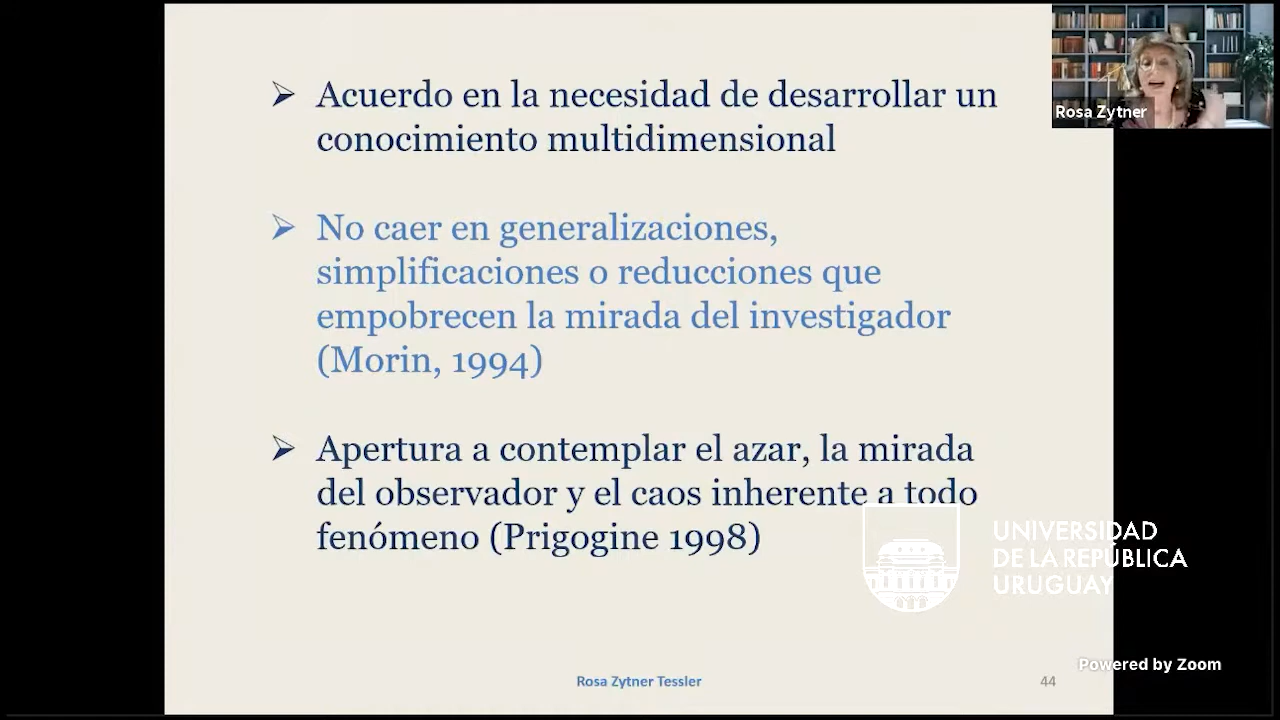 Acuerdo en la necesidad de desarrollar un
conocimiento multidimensional
No caer en generalizaciones,
simplificaciones o reducciones que
empobrecen la mirada del investigador
(Morin, 1994)
Apertura a contemplar el azar, la mirada
del observador y el caos inherente a todo
fenómeno (Prigogine 1998)
Rosa Zytner
UNIVERSIDAD
DE LA REPÚBLICA
URUGUAY
Powered by Zoom
Rosa Zytner Tessler
44